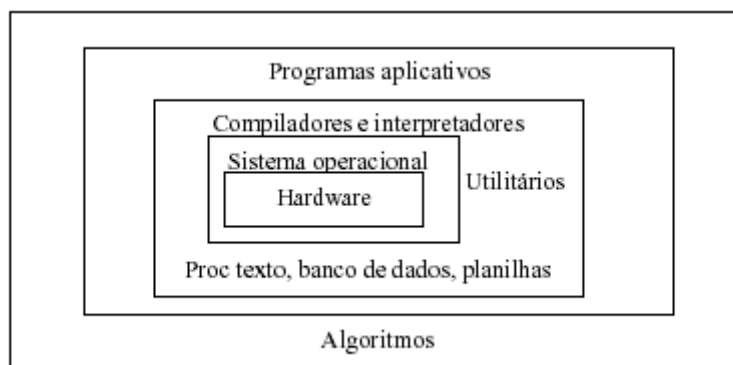 Programas aplicativos
Compiladores e interpretadores
Sistema operacional
Utilitários
Hardware
Proc texto, banco de dados, planilhas
Algoritmos